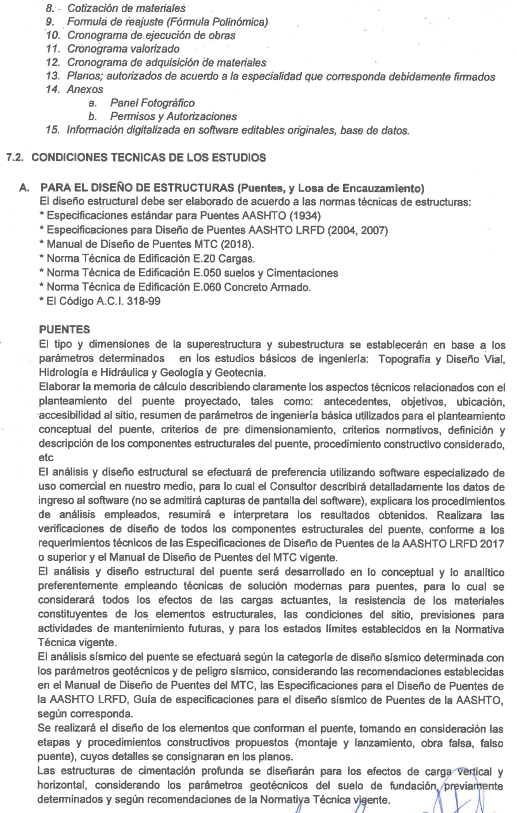 8. Cotización de materiales
9. Formula de reajuste (Fórmula Polinómica)
10. Cronograma de ejecución de obras
11. Cronograma valorizado
12. Cronograma de adquisición de materiales
13. Planos; autorizados de acuerdo a la especialidad que corresponda debidamente firmados
14. Anexos
a. Panel Fotográfico
b. Permisos y Autorizaciones
15. Información digitalizada en software editables originales, base de datos.
7.2. CONDICIONES TECNICAS DE LOS ESTUDIOS
A. PARA EL DISEÑO DE ESTRUCTURAS (Puentes, y Losa de Encauzamiento)
El diseño estructural debe ser elaborado de acuerdo a las normas técnicas de estructuras:
* Especificaciones estándar para Puentes AASHTO (1934)
* Especificaciones para Diseño de Puentes AASHTO LRFD (2004, 2007)
* Manual de Diseño de Puentes MTC (2018).
* Norma Técnica de Edificación E.20 Cargas.
* Norma Técnica de Edificación E.050 suelos y Cimentaciones
* Norma Técnica de Edificación E.060 Concreto Armado.
* El Código A.C.I. 318-99
PUENTES
El tipo y dimensiones de la superestructura y subestructura se establecerán en base a los
parámetros determinados en los estudios básicos de ingeniería: Topografía y Diseño Vial,
Hidrología e Hidráulica y Geología y Geotecnia.
Elaborar la memoria de cálculo describiendo claramente los aspectos técnicos relacionados con el
planteamiento del puente proyectado, tales como: antecedentes, objetivos, ubicación,
accesibilidad al sitio, resumen de parámetros de ingeniería básica utilizados para el planteamiento
conceptual del puente, criterios de pre dimensionamiento, criterios normativos, definición y
descripción de los componentes estructurales del puente, procedimiento constructivo considerado,
etc
El análisis y diseño estructural se efectuará de preferencia utilizando software especializado de
uso comercial en nuestro medio, para lo cual el Consultor describirá detalladamente los datos de
ingreso al software (no se admitirá capturas de pantalla del software), explicara los procedimientos
de análisis empleados, resumirá e interpretara los resultados obtenidos. Realizara las
verificaciones de diseño de todos los componentes estructurales del puente, conforme a los
requerimientos técnicos de las Especificaciones de Diseño de Puentes de la AASHTO LRFD 2017
o superior y el Manual de Diseño de Puentes del MTC vigente.
El análisis y diseño estructural del puente será desarrollado en lo conceptual y lo analítico
preferentemente empleando técnicas de solución modernas para puentes, para lo cual se
considerará todos los efectos de las cargas actuantes, la resistencia de los materiales
constituyentes de los elementos estructurales, las condiciones del sitio, previsiones para
actividades de mantenimiento futuras, y para los estados límites establecidos en la Normativa
Técnica vigente.
El análisis sísmico del puente se efectuará según la categoría de diseño sísmico determinada con
los parámetros geotécnicos y de peligro sísmico, considerando las recomendaciones establecidas
en el Manual de Diseño de Puentes del MTC, las Especificaciones para el Diseño de Puentes de
la AASHTO LRFD, Guía de especificaciones para el diseño sísmico de Puentes de la AASHTO,
según corresponda.
Se realizará el diseño de los elementos que conforman el puente, tomando en consideración las
etapas y procedimientos constructivos propuestos (montaje y lanzamiento, obra falsa, falso
puente), cuyos detalles se consignaran en los planos.
Las estructuras de cimentación profunda se diseñarán para los efectos de carga vertical y
horizontal, considerando los parámetros geotécnicos del suelo de fundación previamente
determinados y según recomendaciones de la Normativa Técnica vigente.